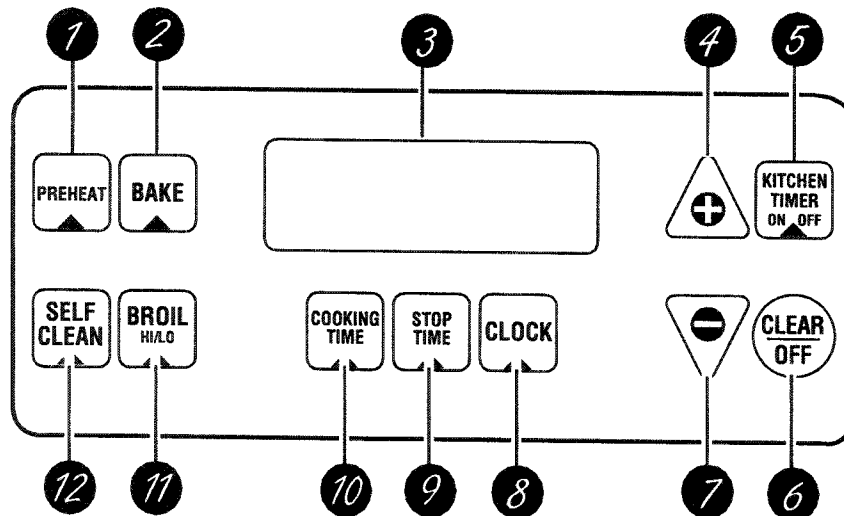 1 2 3 4 5
PREHEAT
BAKE
KITCHEN
TIMER
ON OFF
SELF
CLEAN
BROIL
HI/LO
COOKING
TIME
STOP
TIME
CLOCK
CLEAR
OFF
12 11 10 9 8 7 6